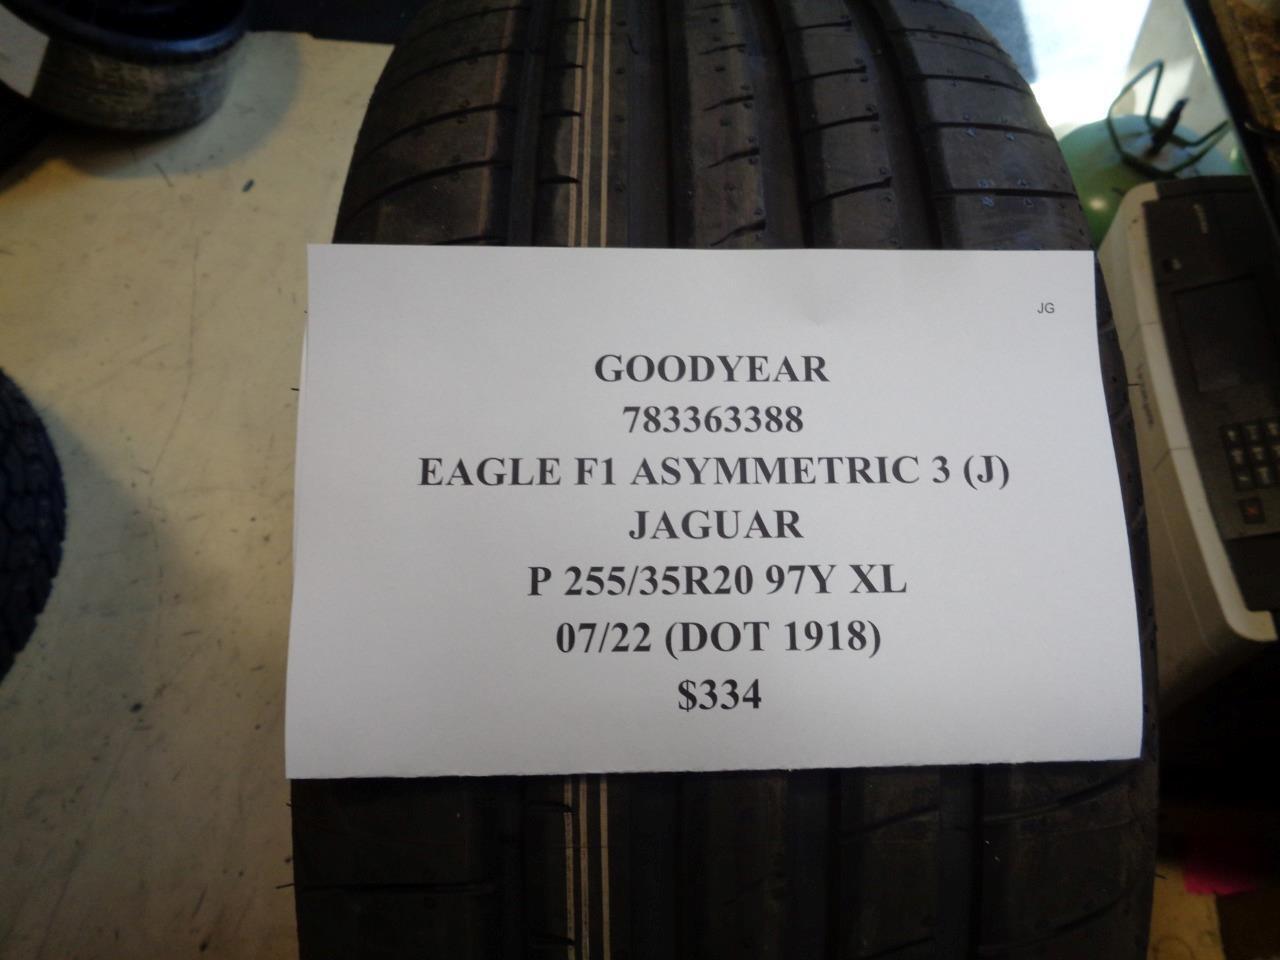 JG
GOODYEAR
783363388
EAGLE F1 ASYMMETRIC 3 (J)
JAGUAR
P 255/35R20 97Y XL
07/22 (DOT 1918)
$334